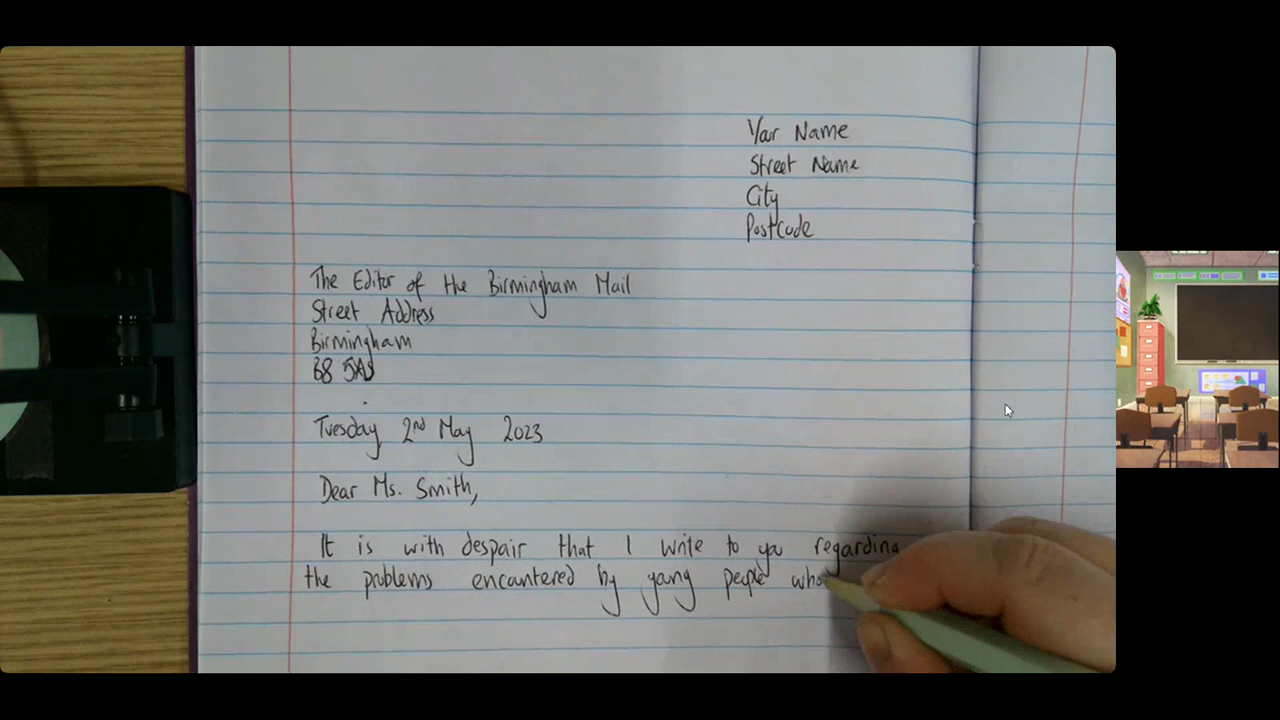 Your Name
Street Name
City
Postcode
The Editor of the Birmingham Mail
Street Address
Birmingham
B8 5AS
Tuesday 2nd May 2023
Dear Ms. Smith,
It is with despair that I write to you regarding
the problems encountered by young people who